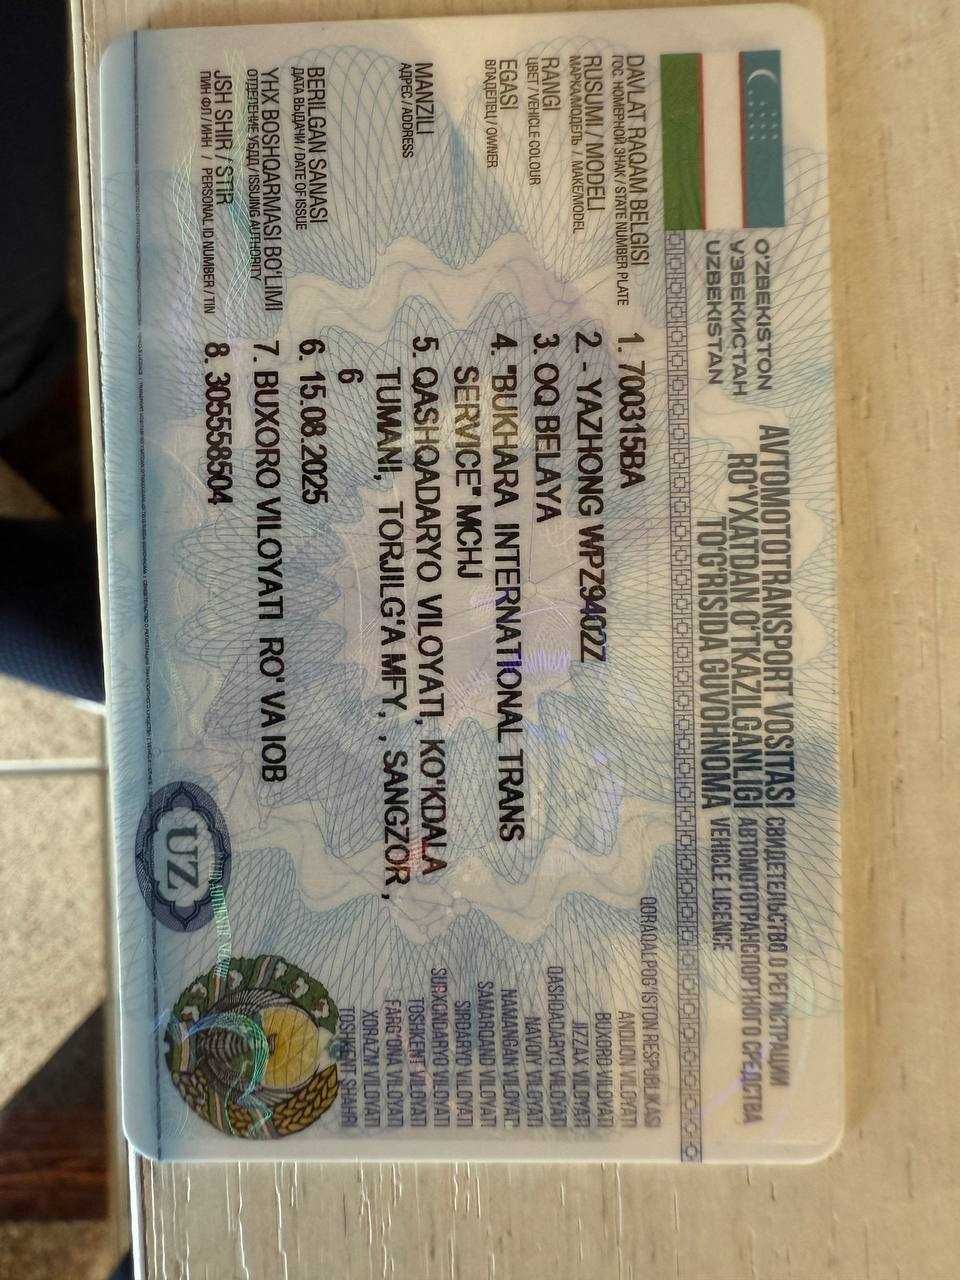 O'ZBEKISTON
УЗБЕКИСТАН
UZBEKISTAN
AVTOMOTOTRANSPORT VOSITASI
RO'YXATDAN O'TKAZILGANLIGI
TO'G'RISIDA GUVOHNOMA
СВИДЕТЕЛЬСТВО О РЕГИСТРАЦИИ
АВТОМОТОТРАНСПОРТНОГО СРЕДСТВА
VEHICLE LICENCE
DAVLAT RAQAM BELGISI
ГОС. НОМЕРНОЙ ЗНАК / STATE NUMBER PLATE
1. 700315BA
RUSUMI / MODELI
МАРКА/МОДЕЛЬ / MAKE/MODEL
2. - YAZHONG WPZ9402Z
RANGI
ЦВЕТ / VEHICLE COLOUR
3. OQ BELAYA
EGASI
ВЛАДЕЛЕЦ / OWNER
4. "BUKHARA INTERNATIONAL TRANS
SERVICE" MCHJ
MANZILI
АДРЕС / ADDRESS
5. QASHQADARYO VILOYATI, KO'KDALA
TUMANI, TORJILG'A MFY, , SANGZOR,
6
BERILGAN SANASI
ДАТА ВЫДАЧИ / DATE OF ISSUE
6. 15.08.2025
YHX BOSHQARMASI BO'LIMI
ОТДЕЛЕНИЕ УБДД / ISSUING AUTHORITY
7. BUXORO VILOYATI RO' VA IOB
JSH SHIR / STIR
ПИН ФЛ / ИНН / PERSONAL ID NUMBER / TIN
8. 305558504
QORAQALPOG'ISTON RESPUBLIKASI
ANDIJON VILOYATI
BUXORO VILOYATI
JIZZAX VILOYATI
QASHQADARYO VILOYATI
NAVOIY VILOYATI
NAMANGAN VILOYATI
SAMARQAND VILOYATI
SIRDARYO VILOYATI
SURXONDARYO VILOYATI
TOSHKENT VILOYATI
FARG'ONA VILOYATI
XORAZM VILOYATI
TOSHKENT SHAHRI
UZ